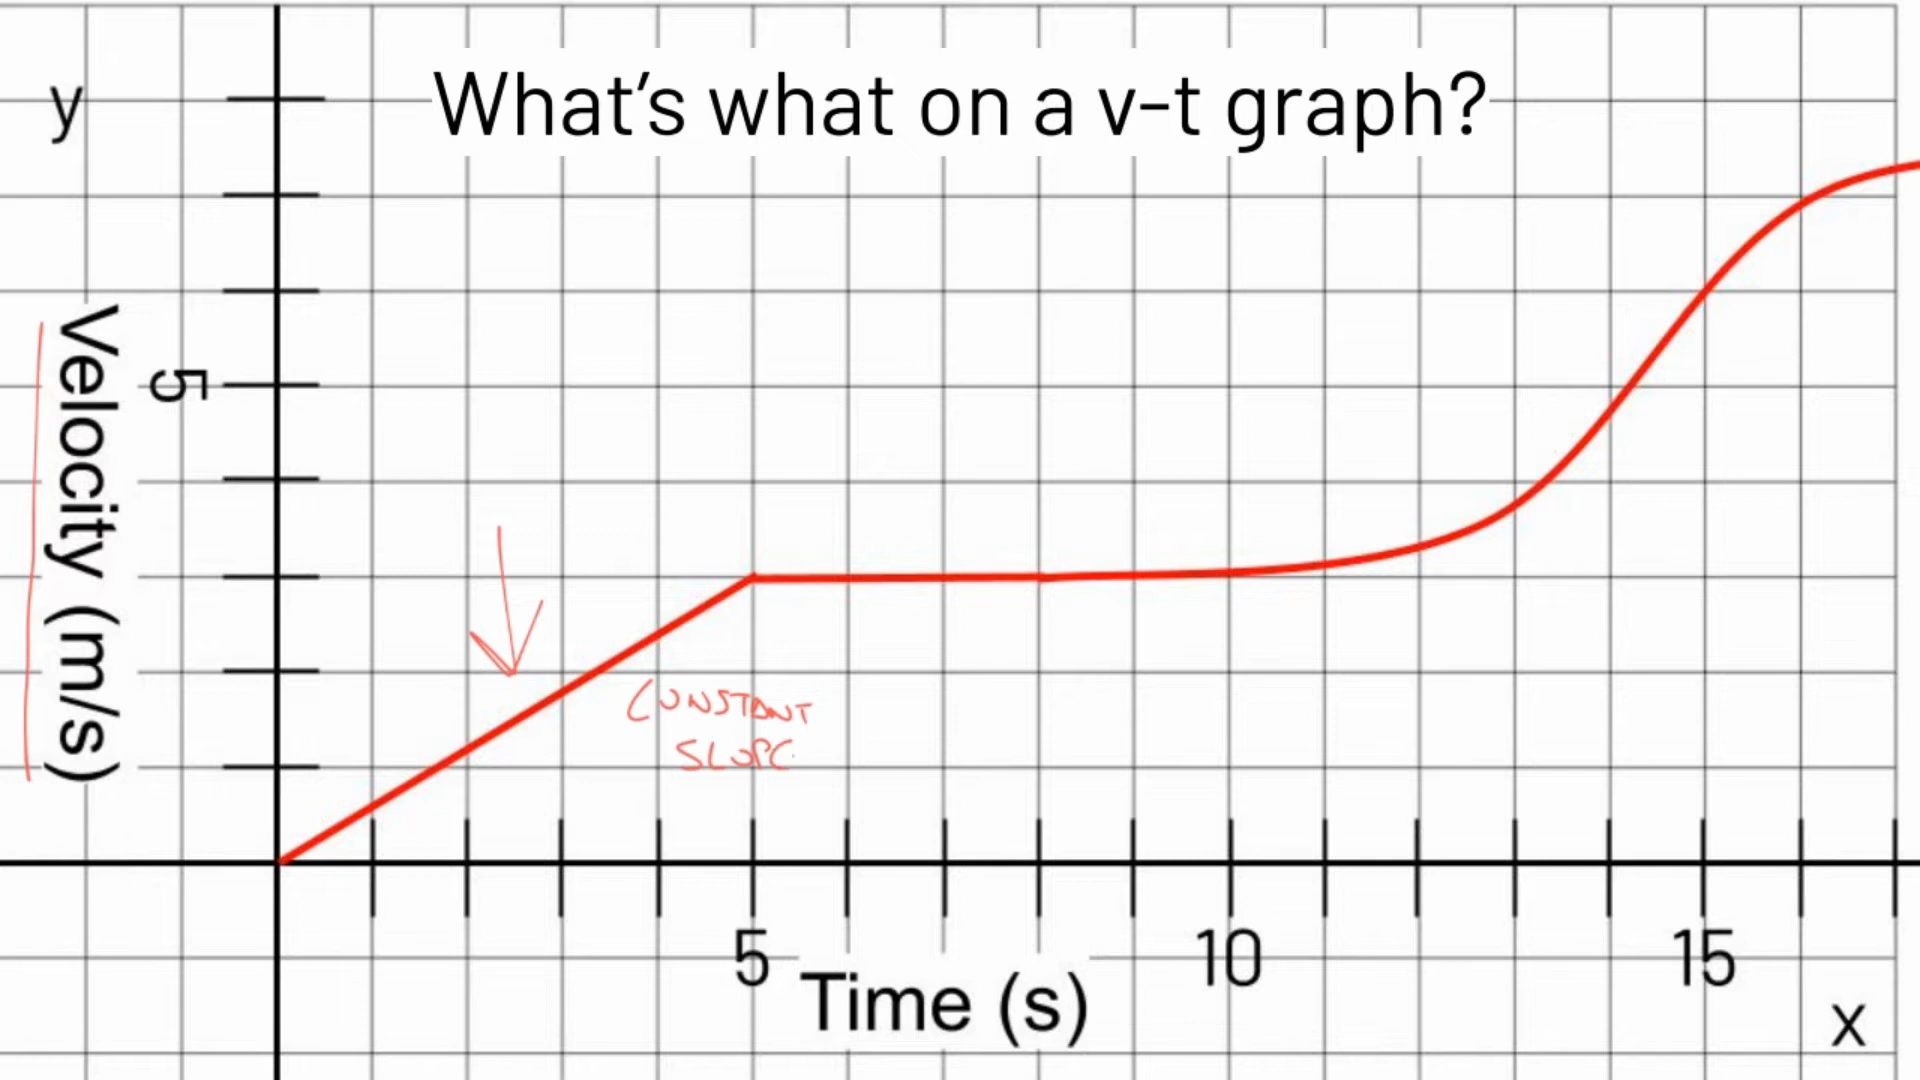 What's what on a v-t graph?
y
Velocity (m/s)
5
CONSTANT
SLOPE
5
10
15
Time (s)
x